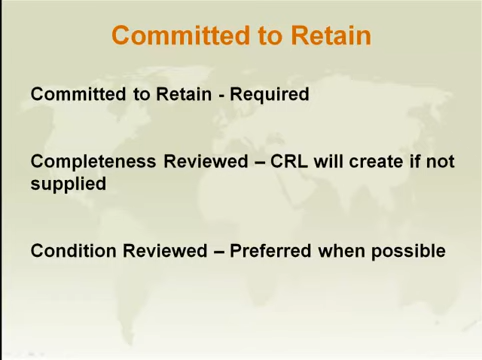 Committed to Retain
Committed to Retain - Required
Completeness Reviewed – CRL will create if not
supplied
Condition Reviewed – Preferred when possible